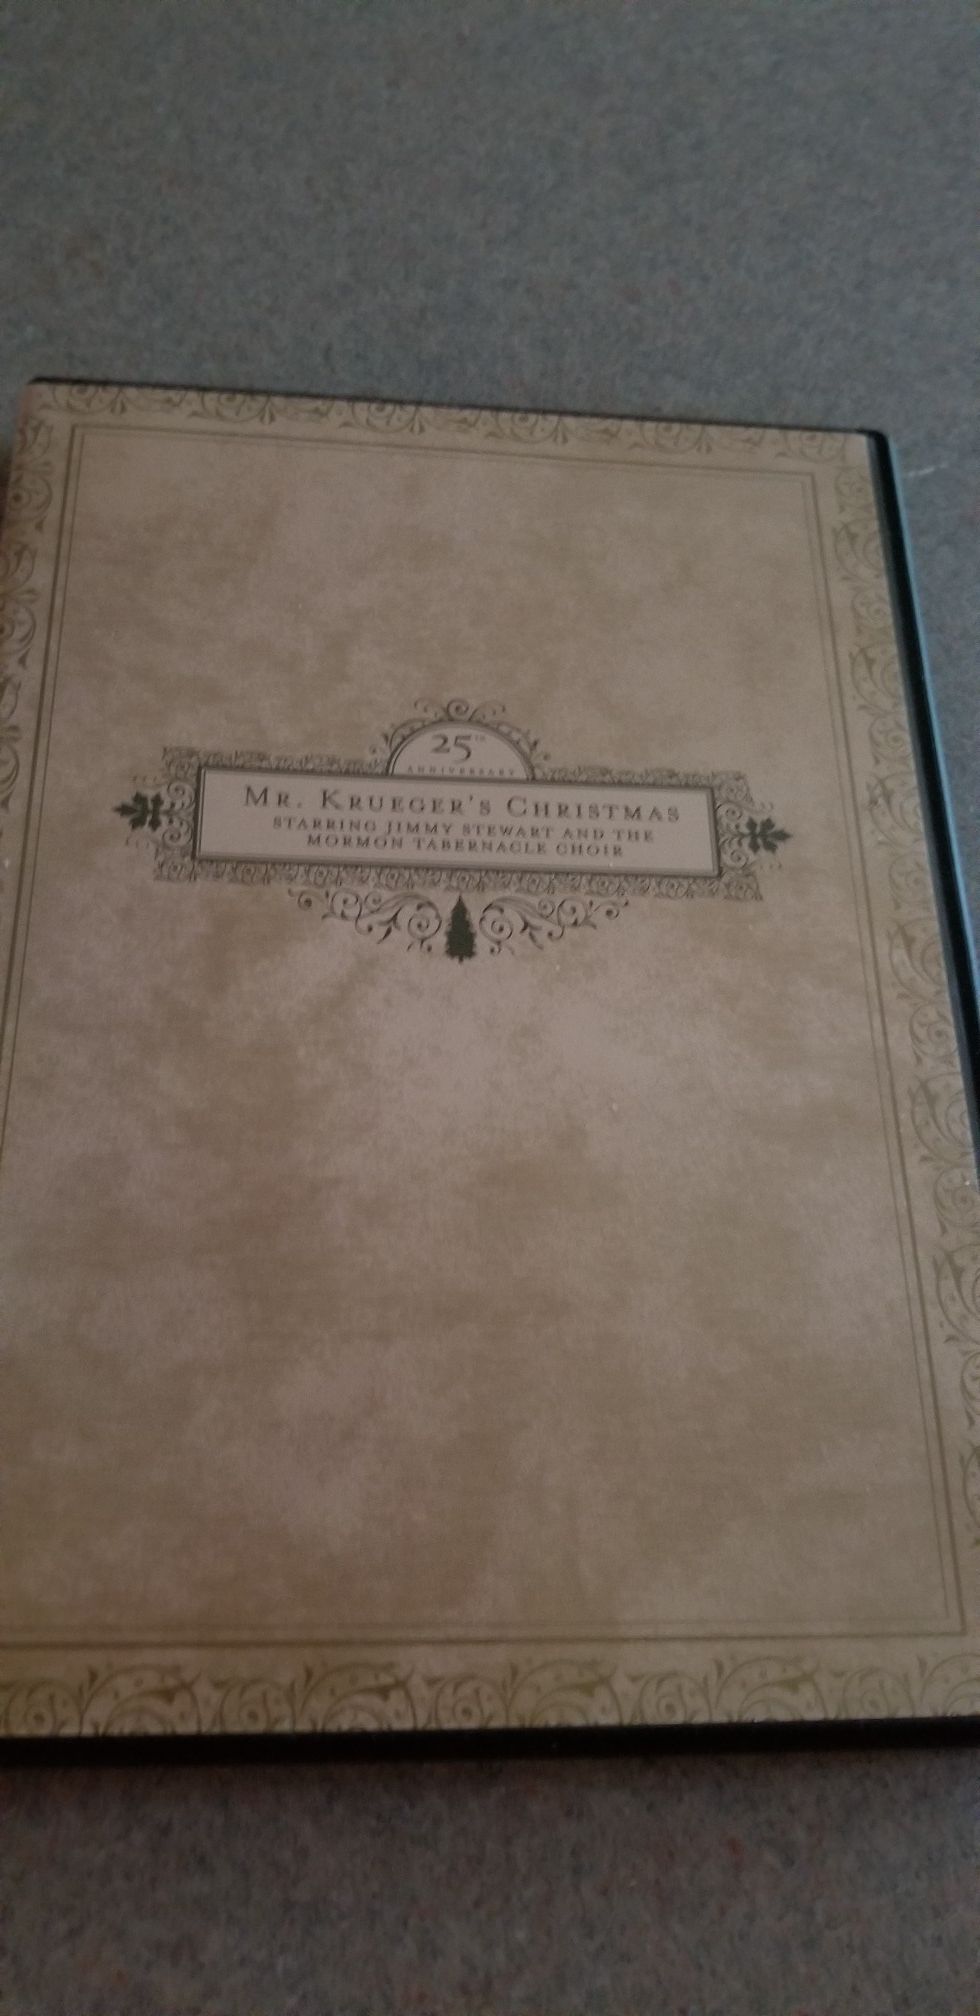 25TH
ANNIVERSARY
MR. KRUEGER'S CHRISTMAS
STARRING JIMMY STEWART AND THE
MORMON TABERNACLE CHOIR